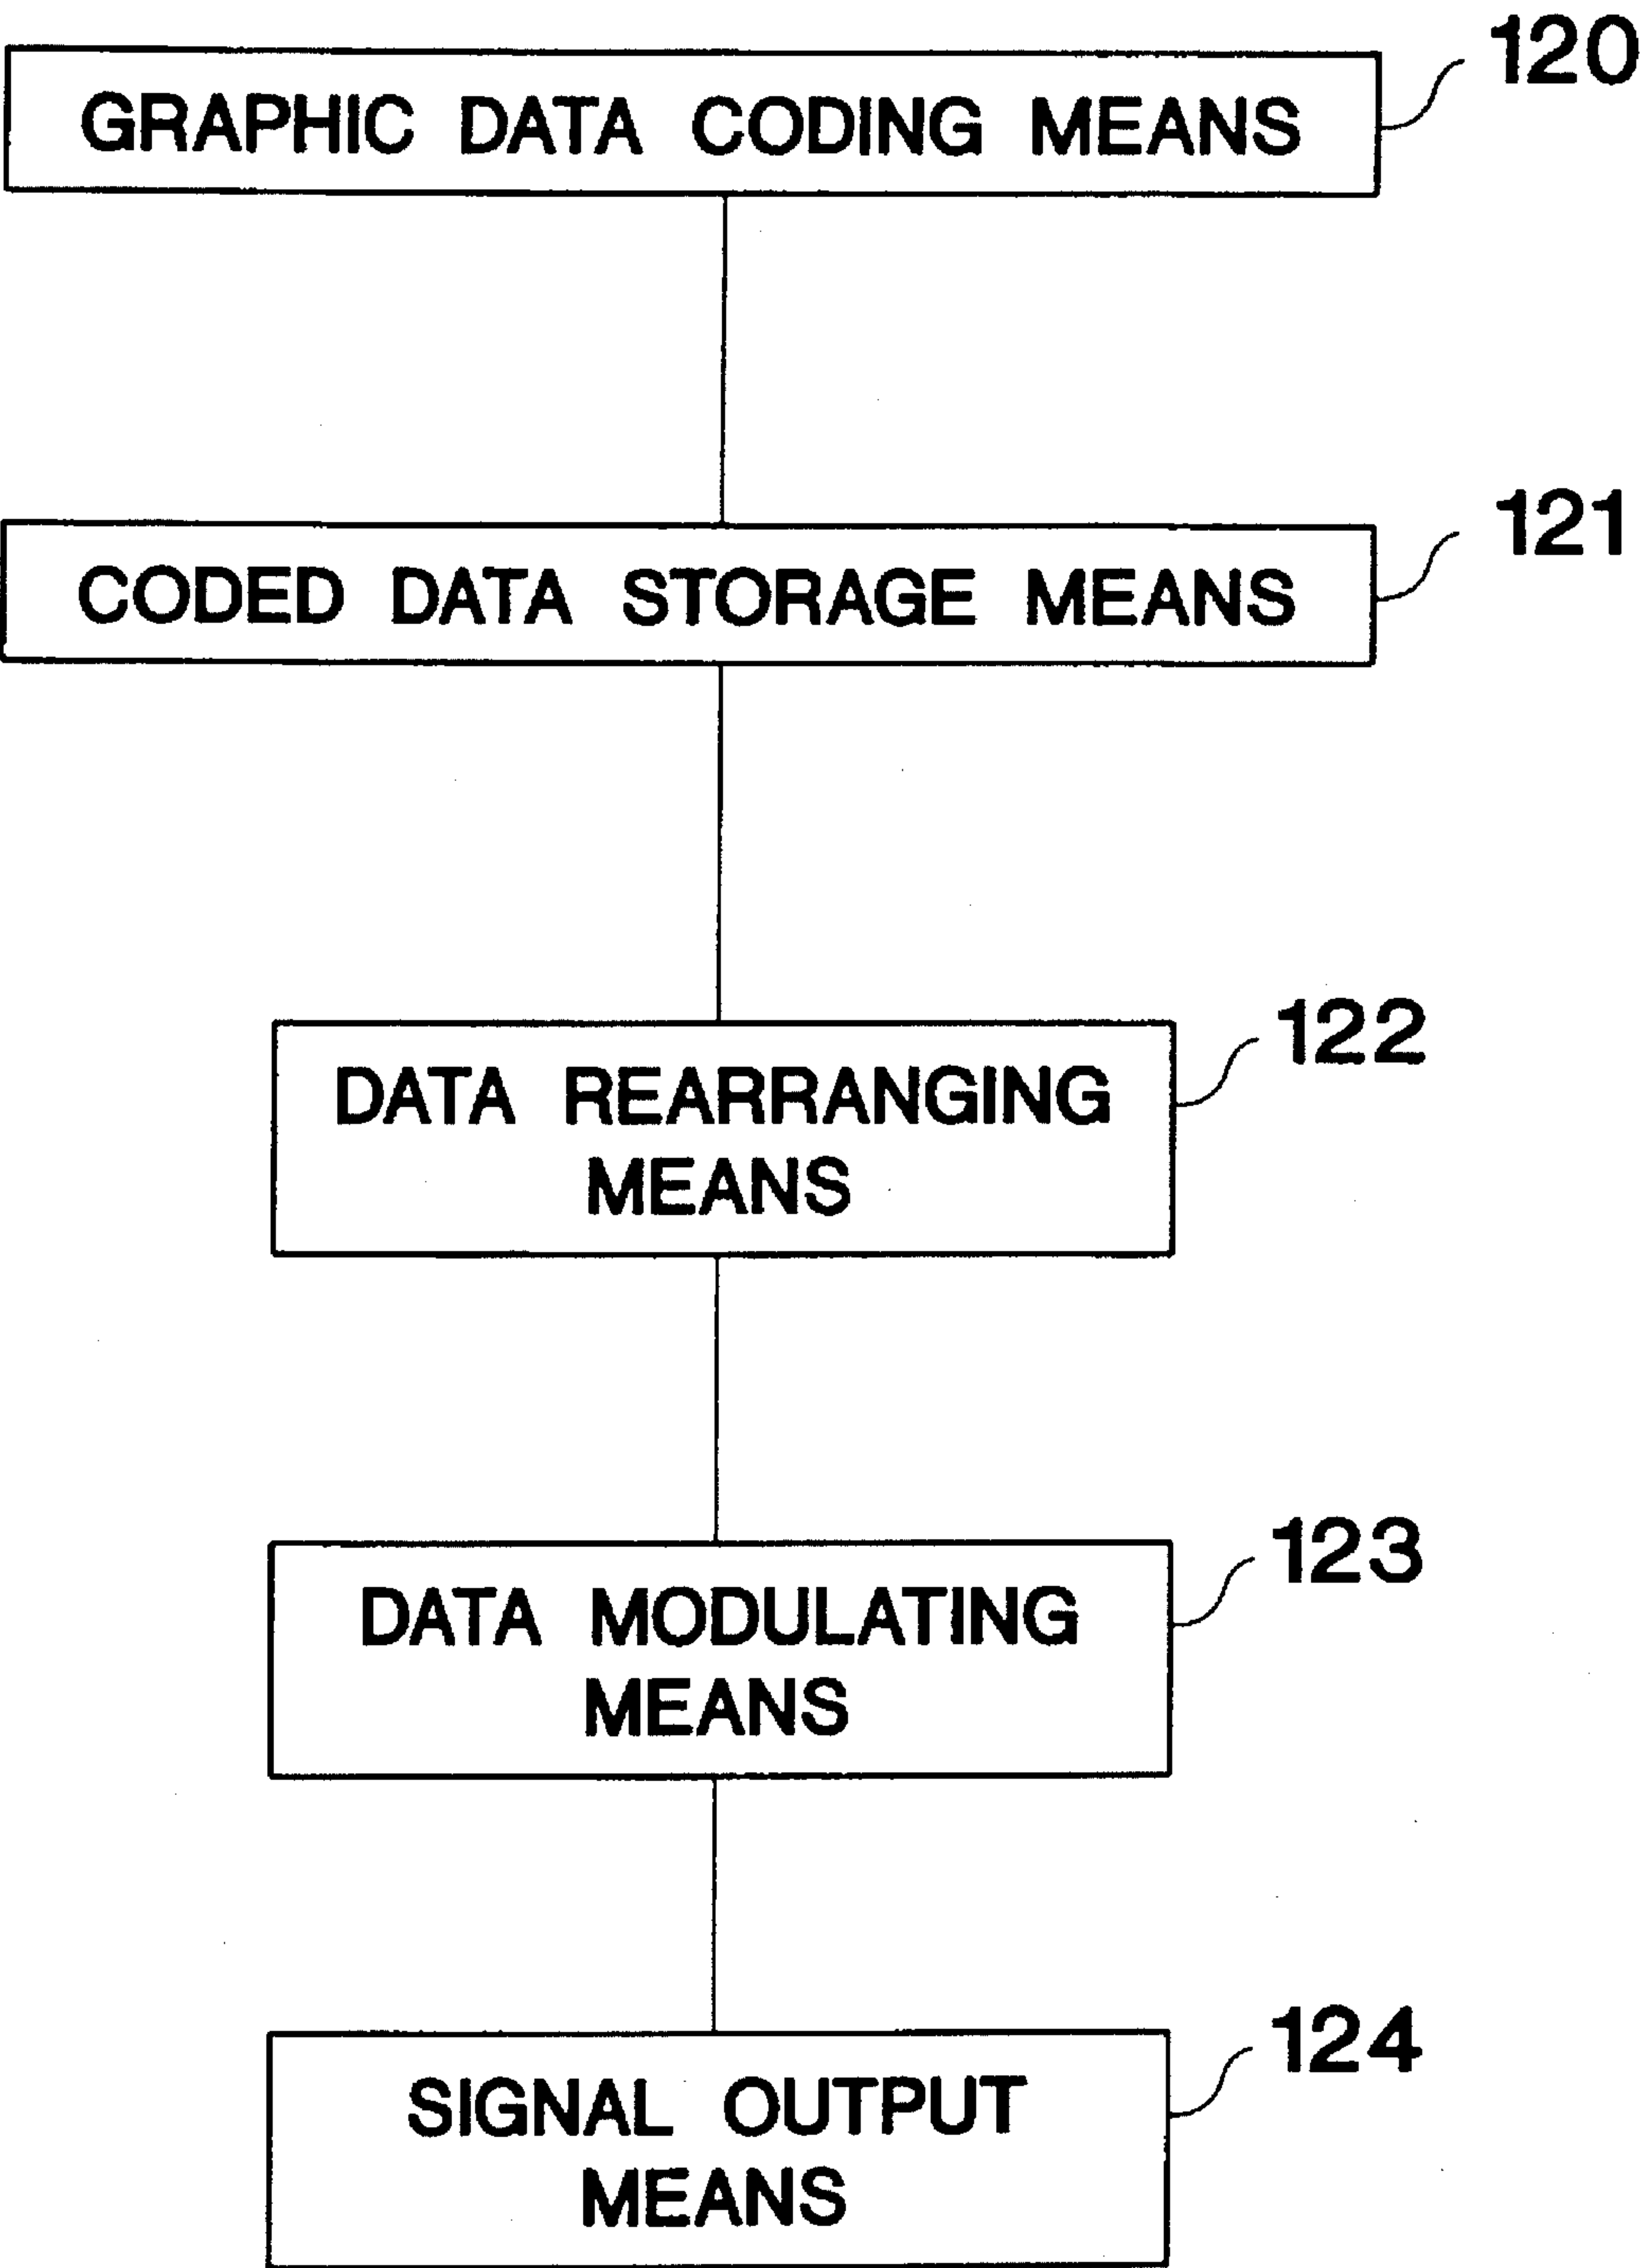 120
GRAPHIC DATA CODING MEANS
121
CODED DATA STORAGE MEANS
122
DATA REARRANGING
MEANS
123
DATA MODULATING
MEANS
124
SIGNAL OUTPUT
MEANS